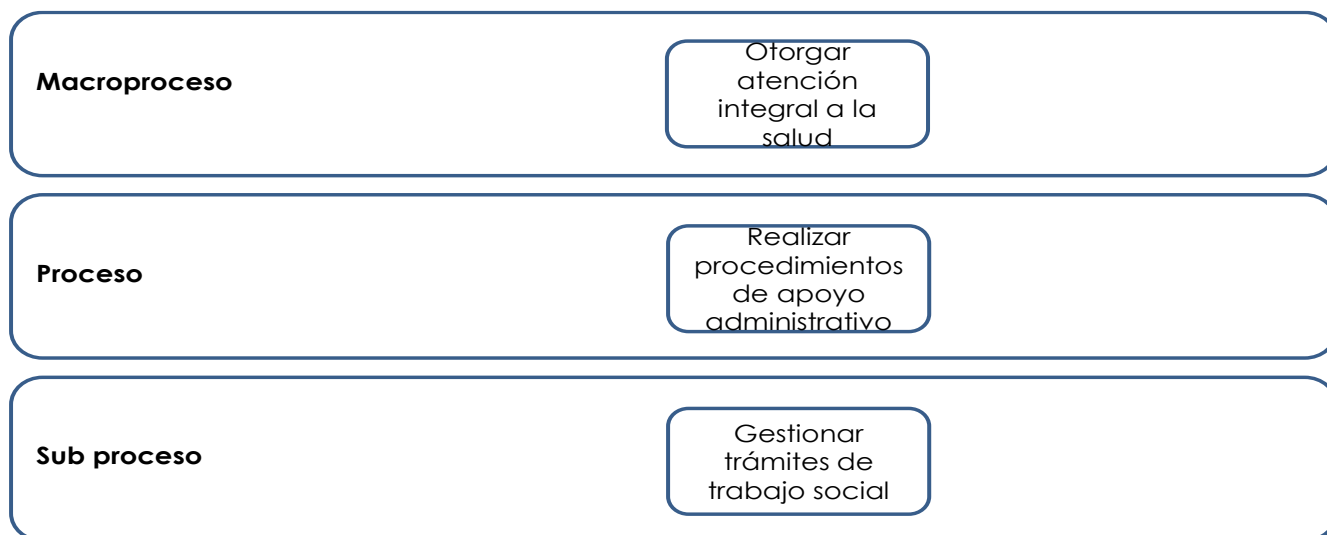 Macroproceso
Otorgar
atención
integral a la
salud
Proceso
Realizar
procedimientos
de apoyo
administrativo
Sub proceso
Gestionar
trámites de
trabajo social